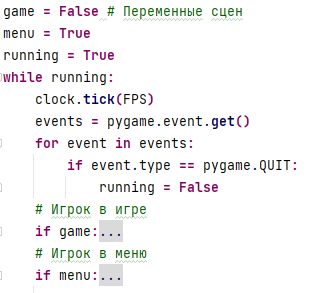 game = False # Переменные сцен
menu = True
running = True
while running:
    clock.tick(FPS)
    events = pygame.event.get()
    for event in events:
        if event.type == pygame.QUIT:
            running = False
    # Игрок в игре
    if game:...
    # Игрок в меню
    if menu:...